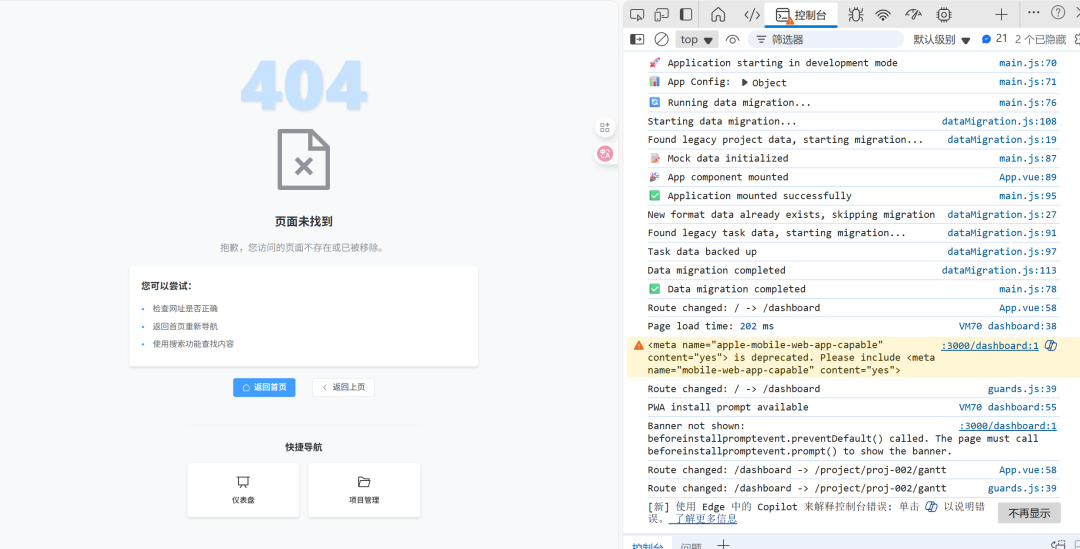 404
页面未找到
抱歉，您访问的页面不存在或已被移除。
您可以尝试：
• 检查网址是否正确
• 返回首页重新导航
• 使用搜索功能查找内容
返回首页
返回上页
快捷导航
仪表盘
项目管理
控制台
top
筛选器
默认级别
21
2 个已隐藏
Application starting in development mode main.js:70
App Config: ▶ Object main.js:71
Running data migration... main.js:76
Starting data migration... dataMigration.js:108
Found legacy project data, starting migration... dataMigration.js:19
Mock data initialized main.js:87
App component mounted App.vue:89
Application mounted successfully main.js:95
New format data already exists, skipping migration dataMigration.js:27
Found legacy task data, starting migration... dataMigration.js:91
Task data backed up dataMigration.js:97
Data migration completed dataMigration.js:113
Data migration completed main.js:78
Route changed: / -> /dashboard App.vue:58
Page load time: 202 ms VM70 dashboard:38
<meta name="apple-mobile-web-app-capable" :3000/dashboard:1
content="yes"> is deprecated. Please include <meta
name="mobile-web-app-capable" content="yes">
Route changed: / -> /dashboard guards.js:39
PWA install prompt available VM70 dashboard:55
Banner not shown: :3000/dashboard:1
beforeinstallpromptevent.preventDefault() called. The page must call
beforeinstallpromptevent.prompt() to show the banner.
Route changed: /dashboard -> /project/proj-002/gantt App.vue:58
Route changed: /dashboard -> /project/proj-002/gantt guards.js:39
[新] 使用 Edge 中的 Copilot 来解释控制台错误: 单击 以说明错
误。 了解更多信息
不再显示
控制台
问题